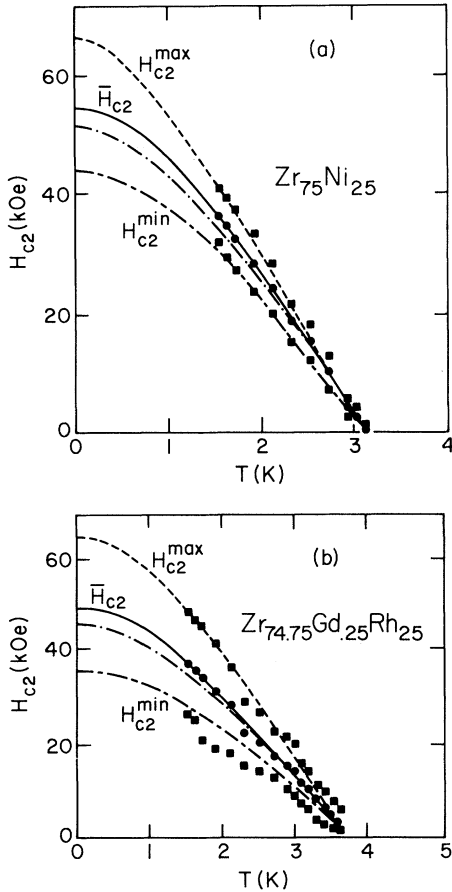 (a)
H_c2^max
60
H̄_c2
Zr75Ni25
40
H_c2^min
H_c2(kOe)
20
0
0 1 2 3 4
T(K)
(b)
H_c2^max
60
H̄_c2
Zr74.75Gd.25Rh25
40
H_c2^min
H_c2(kOe)
20
0
0 1 2 3 4 5
T(K)